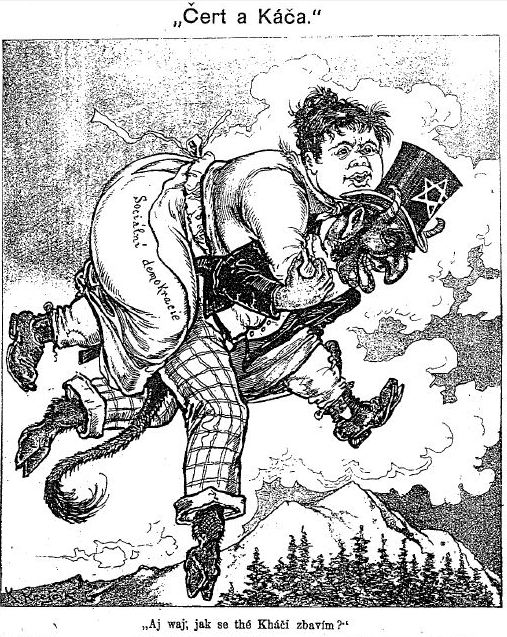 „Čert a Káča."
Sociální demokracie
„Aj waj, jak se thé Kháči zbavím?"